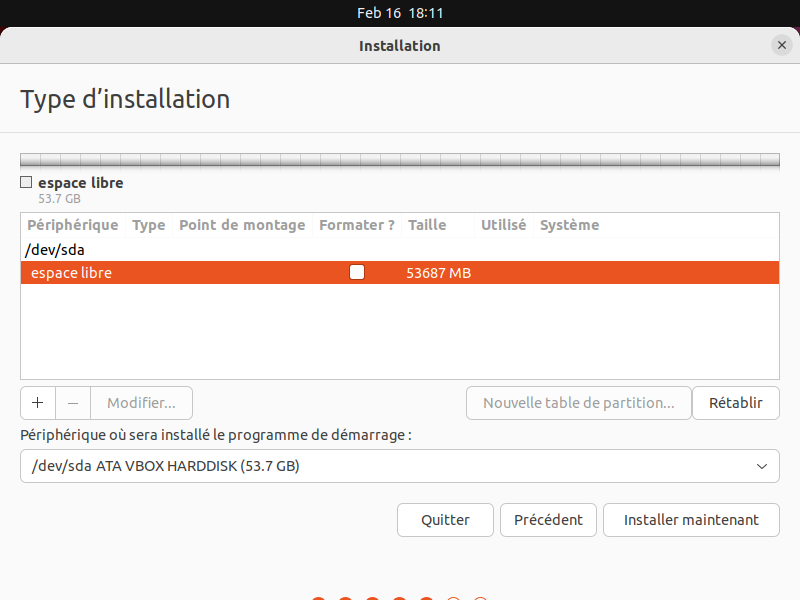 Feb 16 18:11
Installation
Type d’installation
espace libre
53.7 GB
Périphérique Type Point de montage Formater ? Taille Utilisé Système
/dev/sda
espace libre 53687 MB
+ – Modifier... Nouvelle table de partition... Rétablir
Périphérique où sera installé le programme de démarrage :
/dev/sda ATA VBOX HARDDISK (53.7 GB)
Quitter Précédent Installer maintenant